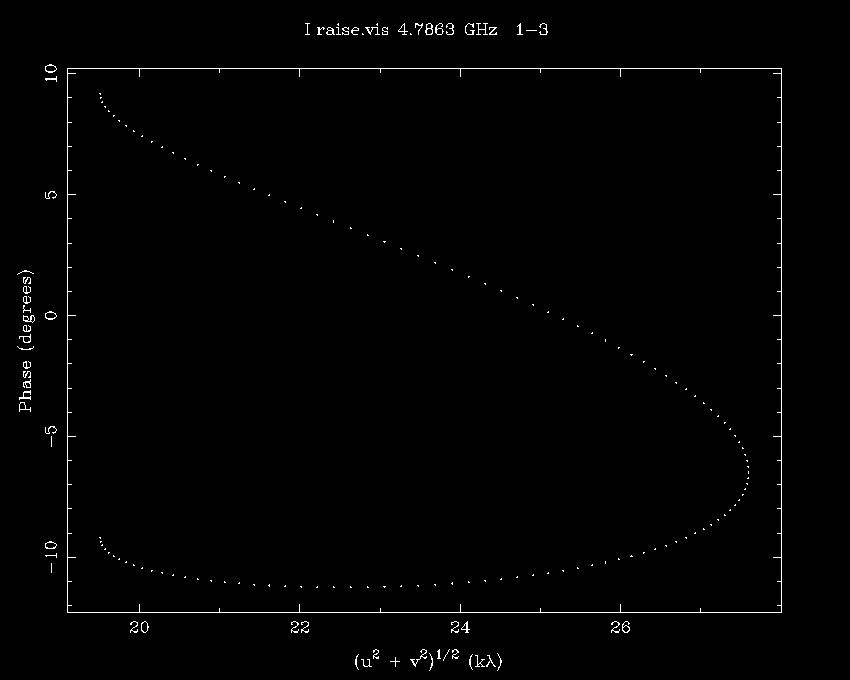 I raise.vis 4.7863 GHz 1−3
10
5
0
−5
−10
Phase (degrees)
20 22 24 26
(u² + v²)^1/2 (kλ)